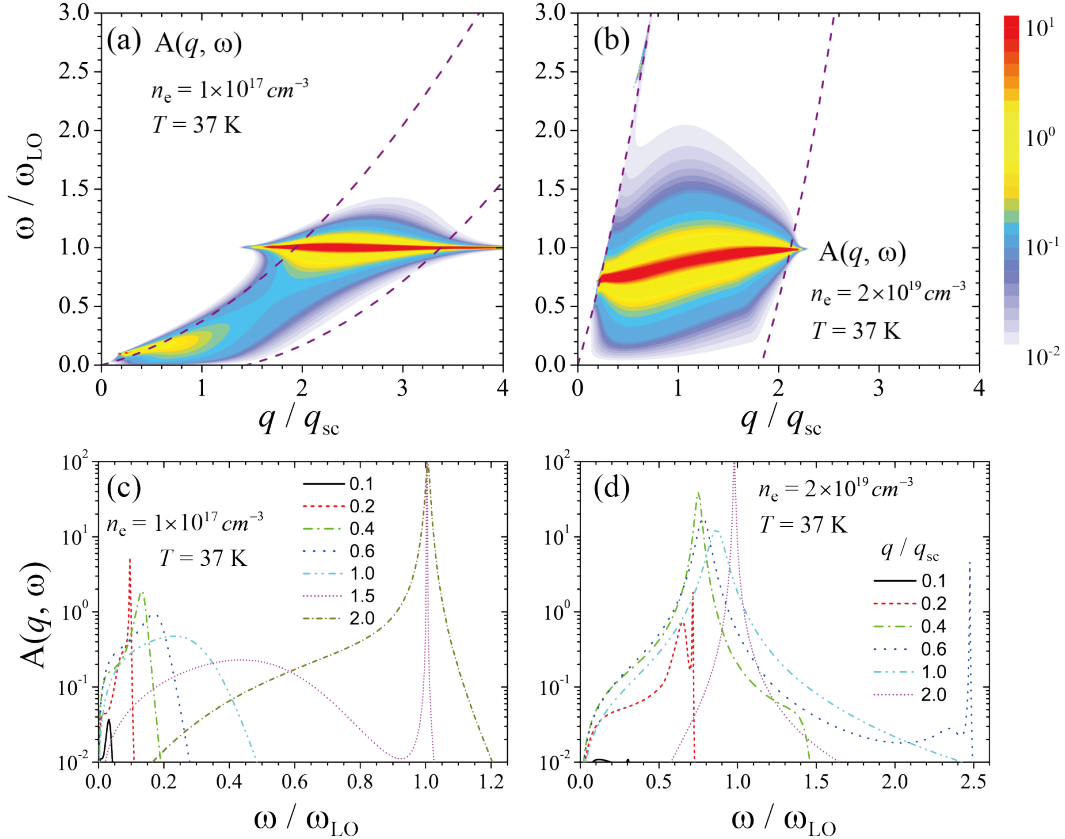 (a) A(q, ω)
nₑ = 1×10¹⁷ cm⁻³
T = 37 K
ω / ω_LO
3.0
2.5
2.0
1.5
1.0
0.5
0.0
0 1 2 3 4
q / q_sc
(b)
A(q, ω)
nₑ = 2×10¹⁹ cm⁻³
T = 37 K
0 1 2 3 4
q / q_sc
10¹
10⁰
10⁻¹
10⁻²
(c)
nₑ = 1×10¹⁷ cm⁻³
T = 37 K
0.1
0.2
0.4
0.6
1.0
1.5
2.0
A(q, ω)
10²
10¹
10⁰
10⁻¹
10⁻²
0.0 0.2 0.4 0.6 0.8 1.0 1.2
ω / ω_LO
(d)
nₑ = 2×10¹⁹ cm⁻³
T = 37 K
q / q_sc
0.1
0.2
0.4
0.6
1.0
2.0
10²
10¹
10⁰
10⁻¹
10⁻²
0.0 0.5 1.0 1.5 2.0 2.5
ω / ω_LO